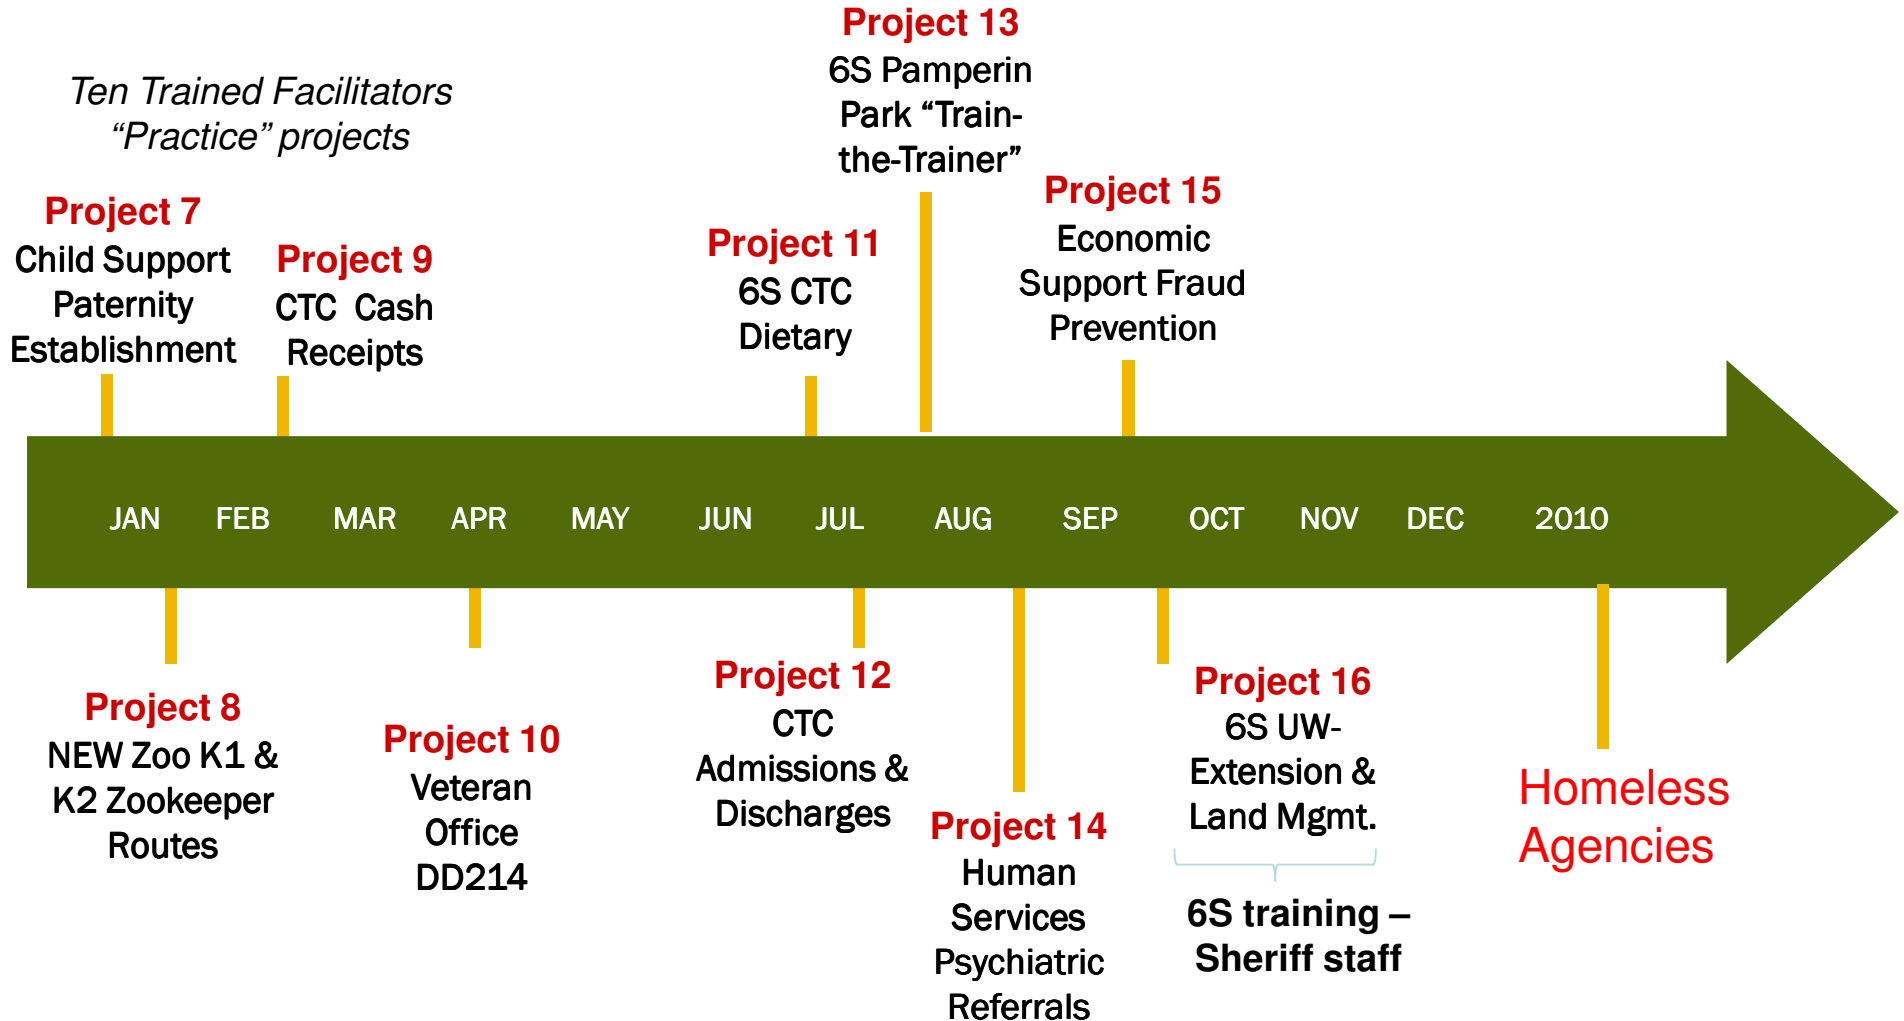 Ten Trained Facilitators
“Practice” projects
Project 7
Child Support
Paternity
Establishment
Project 9
CTC  Cash
Receipts
Project 11
6S CTC
Dietary
Project 13
6S Pamperin
Park “Train-
the-Trainer”
Project 15
Economic
Support Fraud
Prevention
JAN FEB MAR APR MAY JUN JUL AUG SEP OCT NOV DEC 2010
Project 8
NEW Zoo K1 &
K2 Zookeeper
Routes
Project 10
Veteran
Office
DD214
Project 12
CTC
Admissions &
Discharges
Project 14
Human
Services
Psychiatric
Referrals
Project 16
6S UW-
Extension &
Land Mgmt.
6S training –
Sheriff staff
Homeless
Agencies